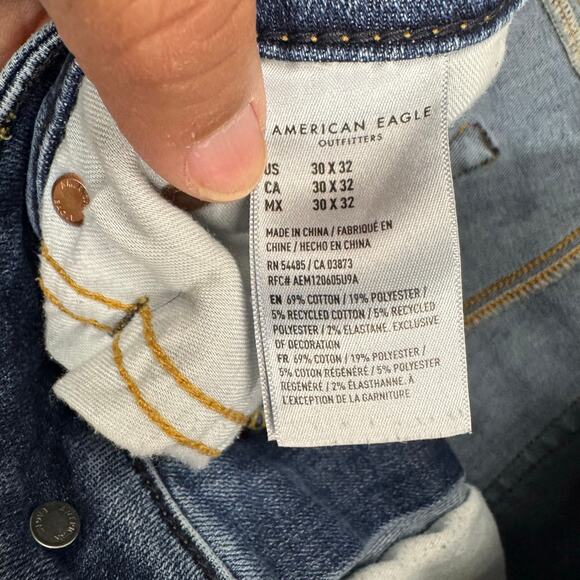 AMERICAN EAGLE
OUTFITTERS
US 30 X 32
CA 30 X 32
MX 30 X 32
MADE IN CHINA / FABRIQUÉ EN
CHINE / HECHO EN CHINA
RN 54485 / CA 03873
RFC# AEM120605U9A
EN 69% COTTON / 19% POLYESTER /
5% RECYCLED COTTON / 5% RECYCLED
POLYESTER / 2% ELASTANE. EXCLUSIVE
OF DECORATION
FR 69% COTON / 19% POLYESTER /
5% COTON RÉGÉNÉRÉ / 5% POLYESTER
RÉGÉNÉRÉ / 2% ÉLASTHANNE. À
L'EXCEPTION DE LA GARNITURE